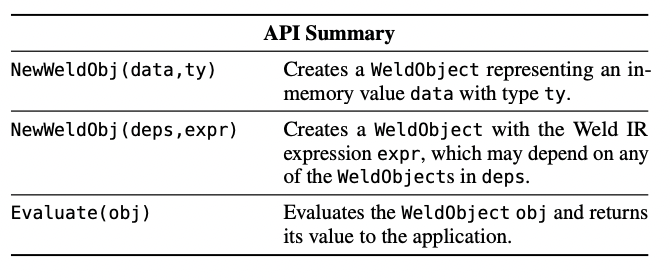 API Summary
NewWeldObj(data,ty) Creates a WeldObject representing an in-
memory value data with type ty.
NewWeldObj(deps,expr) Creates a WeldObject with the Weld IR
expression expr, which may depend on any
of the WeldObjects in deps.
Evaluate(obj) Evaluates the WeldObject obj and returns
its value to the application.